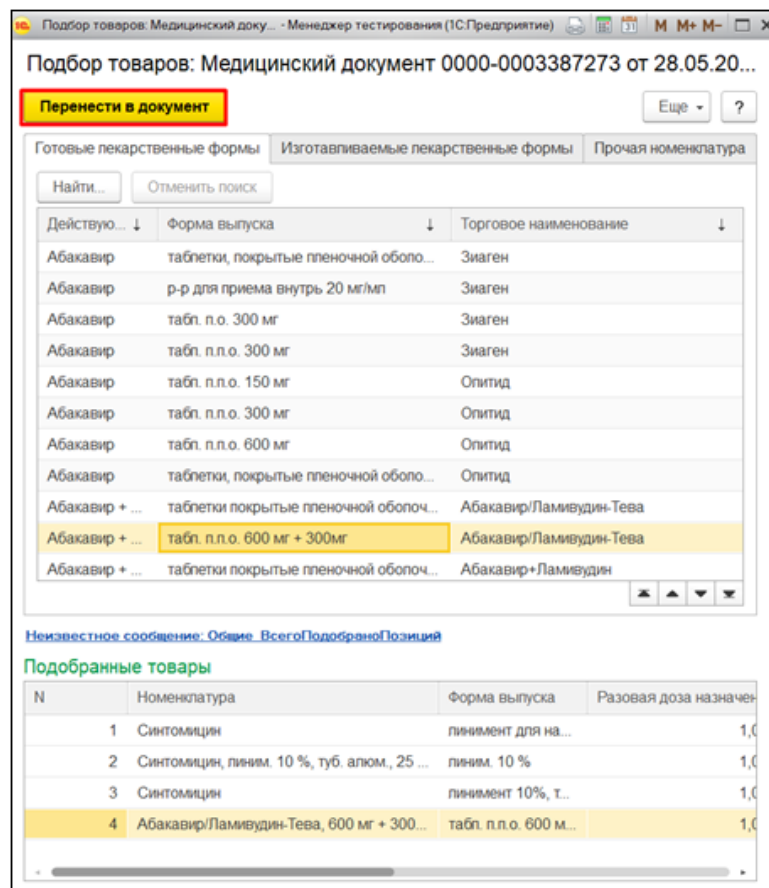 Подбор товаров: Медицинский доку... - Менеджер тестирования (1С:Предприятие) M M+ M-
Подбор товаров: Медицинский документ 0000-0003387273 от 28.05.20...
Перенести в документ Еще ?
Готовые лекарственные формы Изготавливаемые лекарственные формы Прочая номенклатура
Найти... Отменить поиск
Действую... ↓ Форма выпуска ↓ Торговое наименование ↓
Абакавир таблетки, покрытые пленочной оболо... Зиаген
Абакавир р-р для приема внутрь 20 мг/мл Зиаген
Абакавир табл. п.о. 300 мг Зиаген
Абакавир табл. п.п.о. 300 мг Зиаген
Абакавир табл. п.п.о. 150 мг Олитид
Абакавир табл. п.п.о. 300 мг Олитид
Абакавир табл. п.п.о. 600 мг Олитид
Абакавир таблетки, покрытые пленочной оболо... Олитид
Абакавир + ... таблетки покрытые пленочной оболоч... Абакавир/Ламивудин-Тева
Абакавир + ... табл. п.п.о. 600 мг + 300мг Абакавир/Ламивудин-Тева
Абакавир + ... таблетки покрытые пленочной оболоч... Абакавир+Ламивудин
Неизвестное сообщение: Общие_ВсегоПодобраноПозиций
Подобранные товары
N Номенклатура Форма выпуска Разовая доза назначен
1 Синтомицин линимент для на... 1,0
2 Синтомицин, линим. 10 %, туб. алюм., 25 ... линим. 10 % 1,0
3 Синтомицин линимент 10%, т... 1,0
4 Абакавир/Ламивудин-Тева, 600 мг + 300... табл. п.п.о. 600 м... 1,0